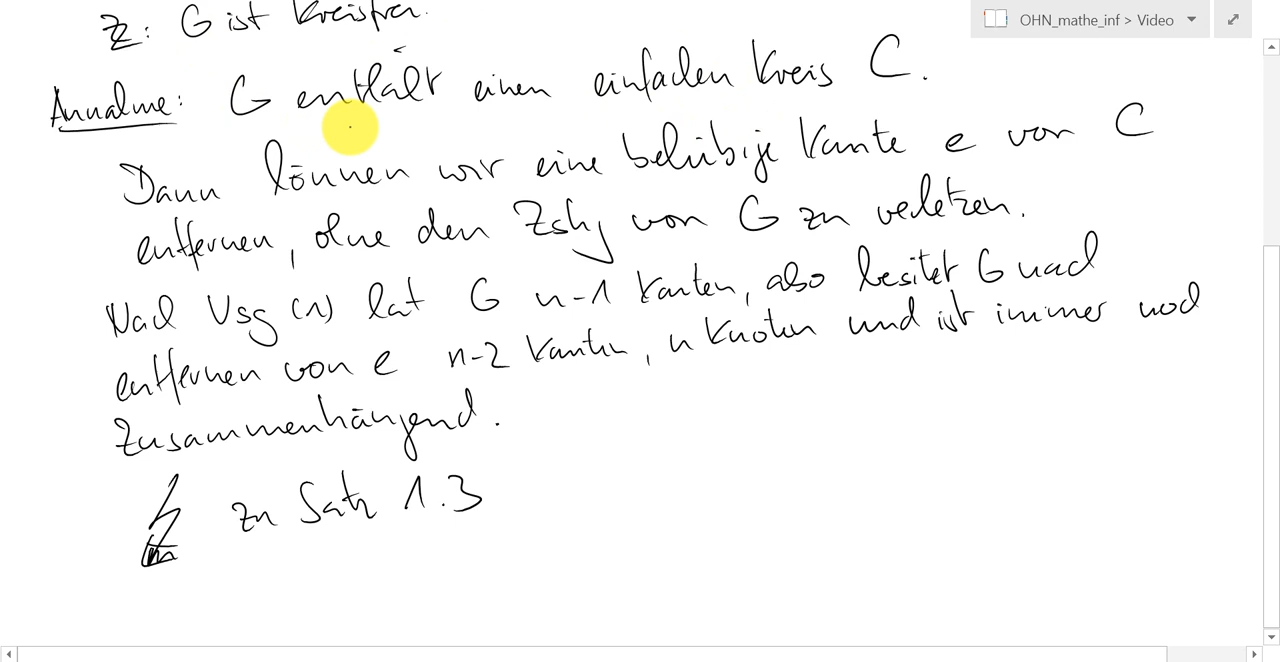 OHN_mathe_inf > Video
Z: G ist Kreisfrei.
Annahme: G enthält einen einfachen Kreis C.
Dann können wir eine beliebige Kante e von C
entfernen, ohne den Zshg von G zu verletzen.
Nach Vssg (1) hat G n-1 Kanten, also besitzt G nach
entfernen von e n-2 Kanten, n Knoten und ist immer noch
Zusammenhängend.
↯ zu Satz 1.3